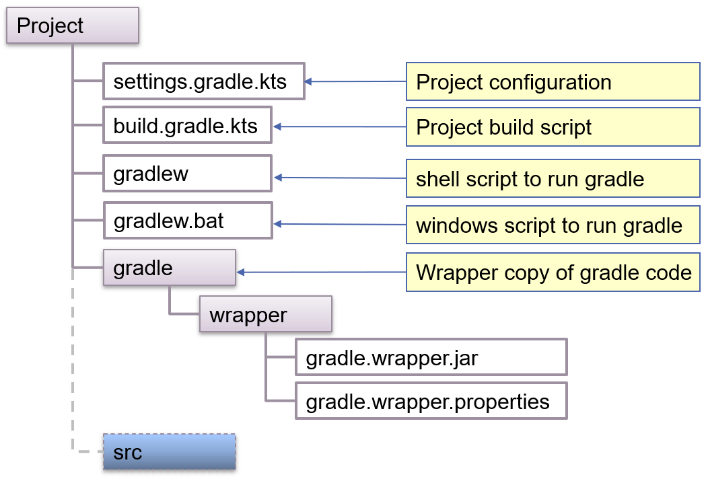 Project
settings.gradle.kts
Project configuration
build.gradle.kts
Project build script
gradlew
shell script to run gradle
gradlew.bat
windows script to run gradle
gradle
Wrapper copy of gradle code
wrapper
gradle.wrapper.jar
gradle.wrapper.properties
src